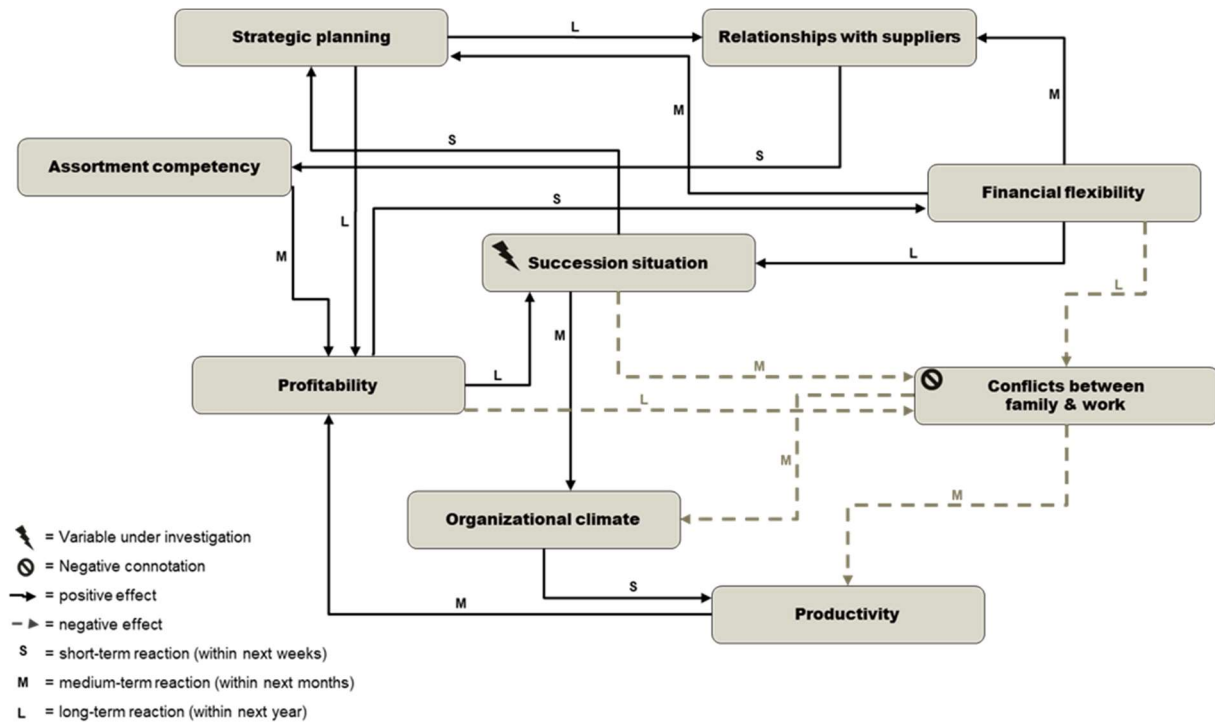 Strategic planning
L
Relationships with suppliers
M
M
S
S
Assortment competency
Financial flexibility
L
S
M
Succession situation
L
L
M
M
Profitability
L
Conflicts between
family & work
L
M
M
Organizational climate
= Variable under investigation
= Negative connotation
S
Productivity
= positive effect
M
= negative effect
S = short-term reaction (within next weeks)
M = medium-term reaction (within next months)
L = long-term reaction (within next year)